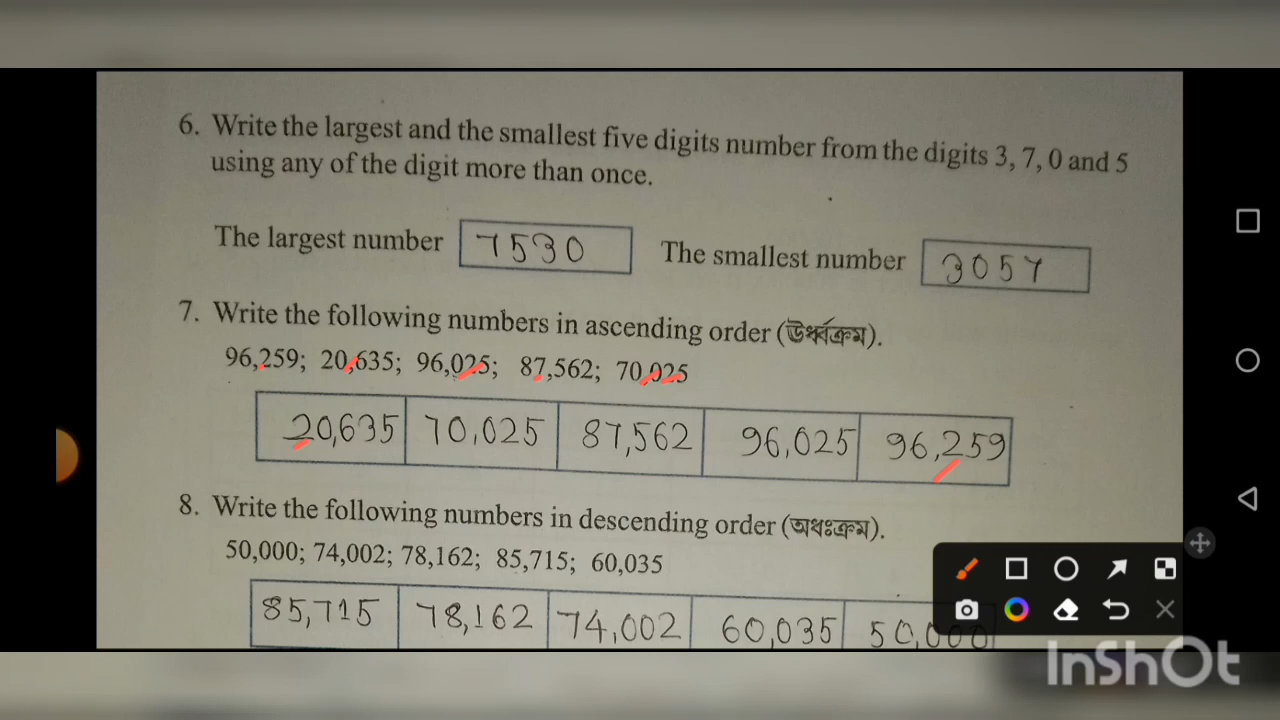 6. Write the largest and the smallest five digits number from the digits 3, 7, 0 and 5
using any of the digit more than once.
The largest number 7530 The smallest number 3057
7. Write the following numbers in ascending order (ঊর্ধ্বক্রম).
96,259; 20,635; 96,025; 87,562; 70,025
20,635 70,025 87,562 96,025 96,259
8. Write the following numbers in descending order (অধঃক্রম).
50,000; 74,002; 78,162; 85,715; 60,035
85,715 78,162 74,002 60,035 50,000
InShOt